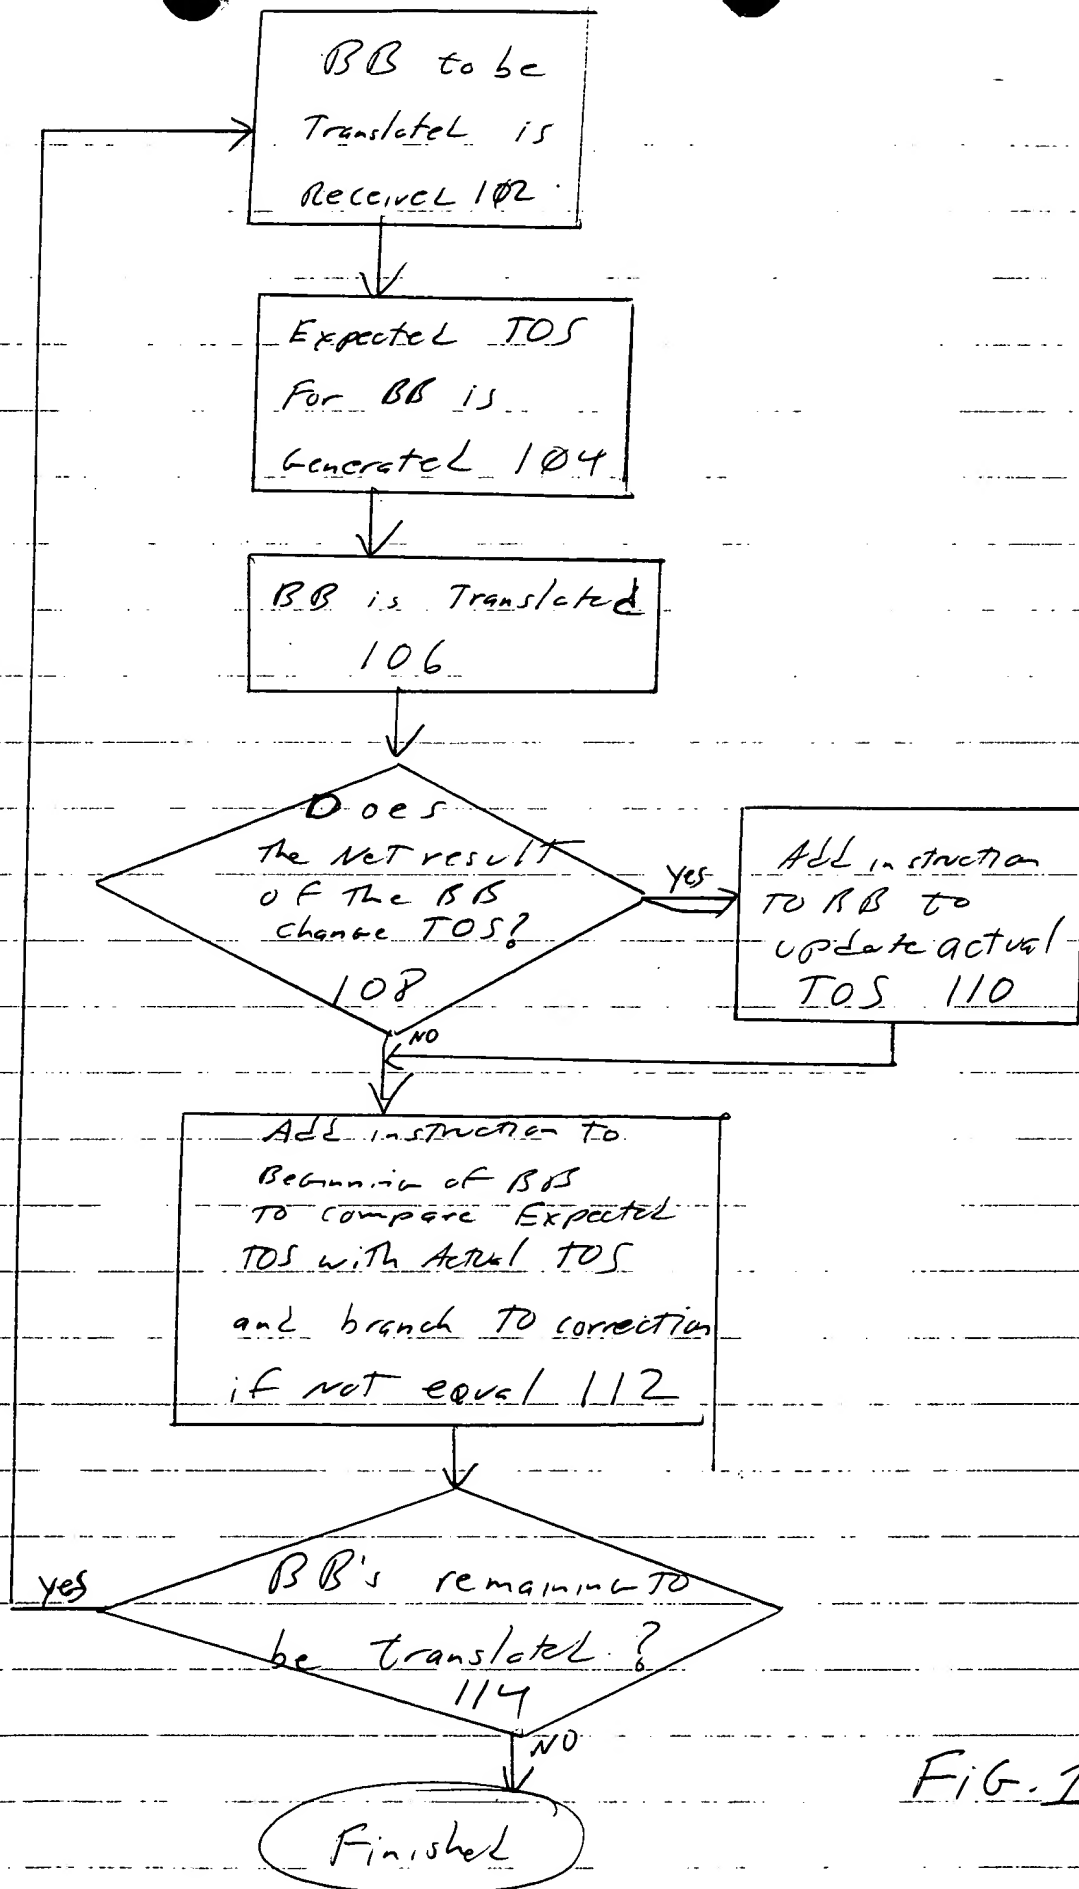 BB to be
Translated is
Received 102
Expected TOS
For BB is
Generated 104
BB is Translated
106
Does
The Net result
of The BB
change TOS?
108
yes
Add instruction
TO BB to
update actual
TOS 110
NO
Add instruction to
Beginning of BB
TO compare Expected
TOS with Actual TOS
and branch TO correction
if NOT equal 112
yes
BB's remaining TO
be translated ?
114
NO
Finished
FiG. 1